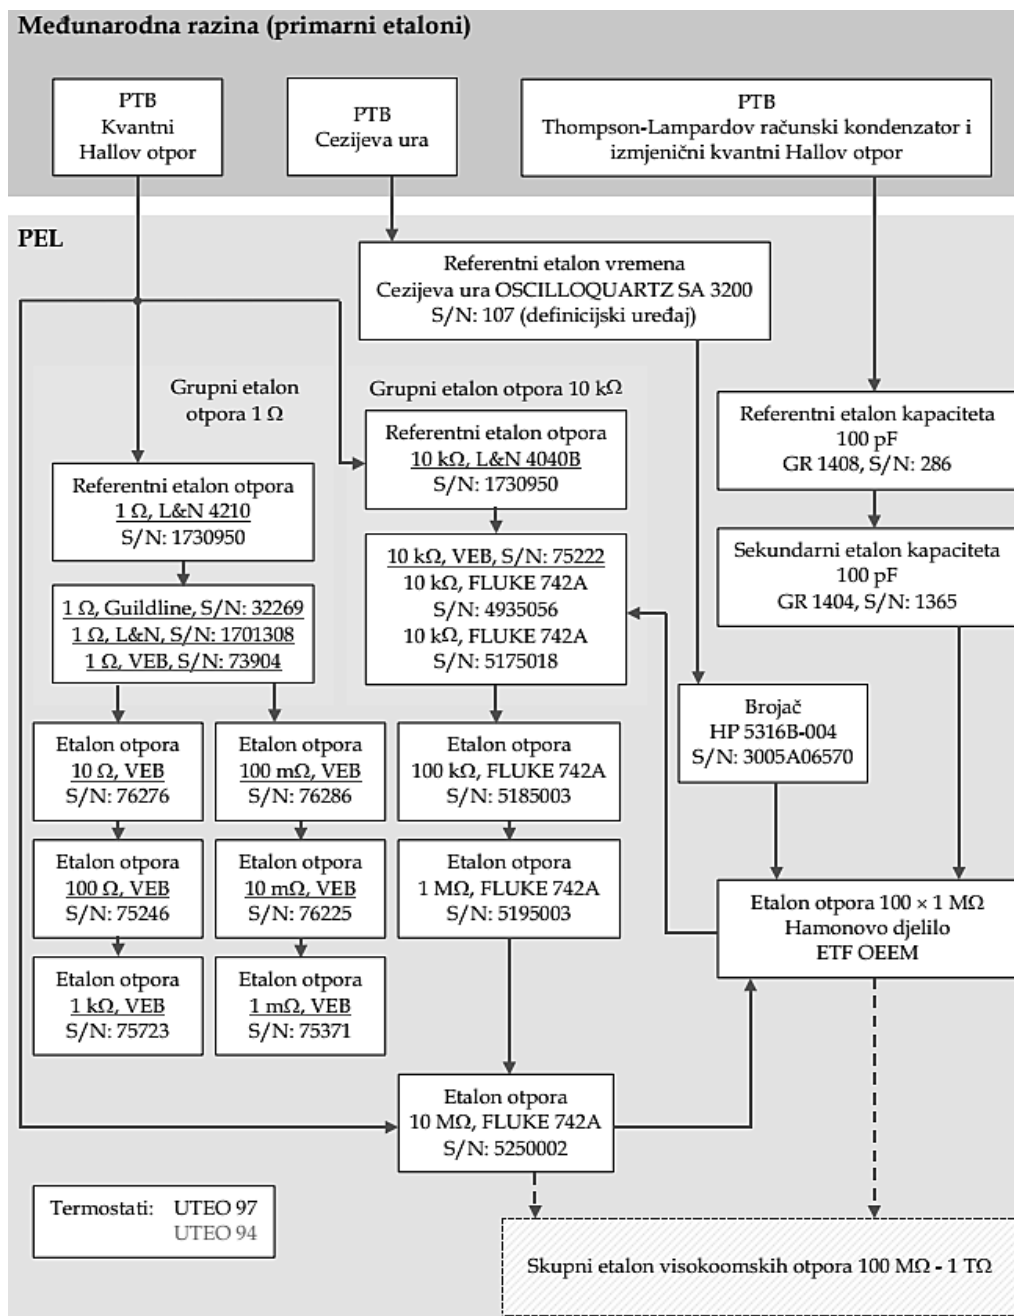 Međunarodna razina (primarni etaloni)
PTB
Kvantni
Hallov otpor
PTB
Cezijeva ura
PTB
Thompson-Lampardov računski kondenzator i
izmjenični kvantni Hallov otpor
PEL
Referentni etalon vremena
Cezijeva ura OSCILLOQUARTZ SA 3200
S/N: 107 (definicijski uređaj)
Grupni etalon
otpora 1 Ω
Grupni etalon otpora 10 kΩ
Referentni etalon otpora
10 kΩ, L&N 4040B
S/N: 1730950
Referentni etalon kapaciteta
100 pF
GR 1408, S/N: 286
Referentni etalon otpora
1 Ω, L&N 4210
S/N: 1730950
10 kΩ, VEB, S/N: 75222
10 kΩ, FLUKE 742A
S/N: 4935056
10 kΩ, FLUKE 742A
S/N: 5175018
Sekundarni etalon kapaciteta
100 pF
GR 1404, S/N: 1365
1 Ω, Guildline, S/N: 32269
1 Ω, L&N, S/N: 1701308
1 Ω, VEB, S/N: 73904
Brojač
HP 5316B-004
S/N: 3005A06570
Etalon otpora
10 Ω, VEB
S/N: 76276
Etalon otpora
100 mΩ, VEB
S/N: 76286
Etalon otpora
100 kΩ, FLUKE 742A
S/N: 5185003
Etalon otpora
100 Ω, VEB
S/N: 75246
Etalon otpora
10 mΩ, VEB
S/N: 76225
Etalon otpora
1 MΩ, FLUKE 742A
S/N: 5195003
Etalon otpora 100 × 1 MΩ
Hamonovo djelilo
ETF OEEM
Etalon otpora
1 kΩ, VEB
S/N: 75723
Etalon otpora
1 mΩ, VEB
S/N: 75371
Etalon otpora
10 MΩ, FLUKE 742A
S/N: 5250002
Termostati: UTEO 97
UTEO 94
Skupni etalon visokoomskih otpora 100 MΩ - 1 TΩ